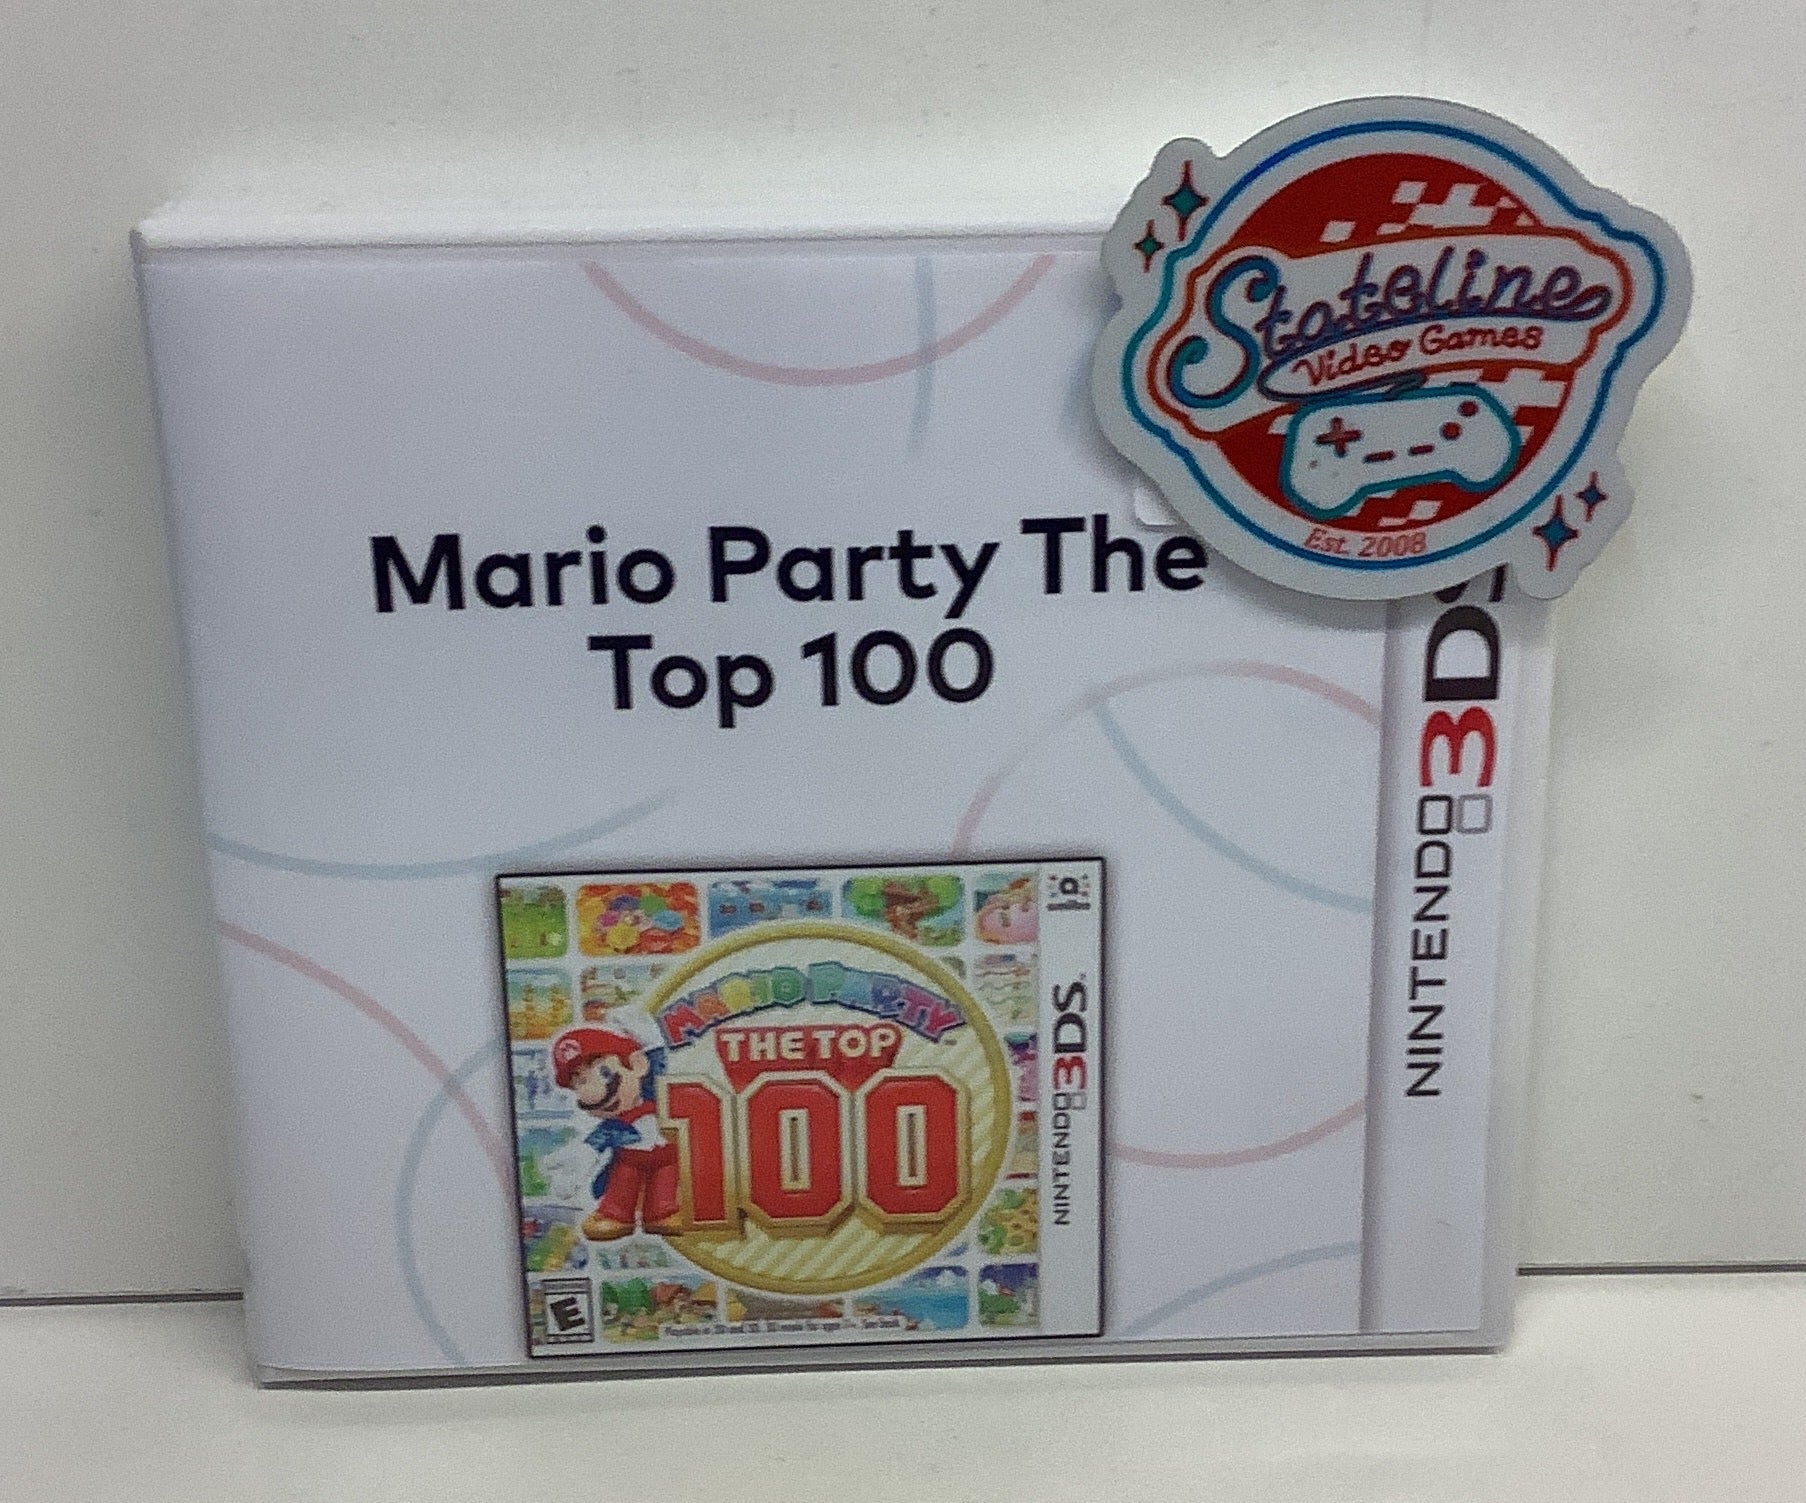 Stateline
Video Games
Est. 2008
Mario Party The
Top 100
NINTENDO 3DS
MARIO PARTY
THE TOP
100
NINTENDO 3DS
E